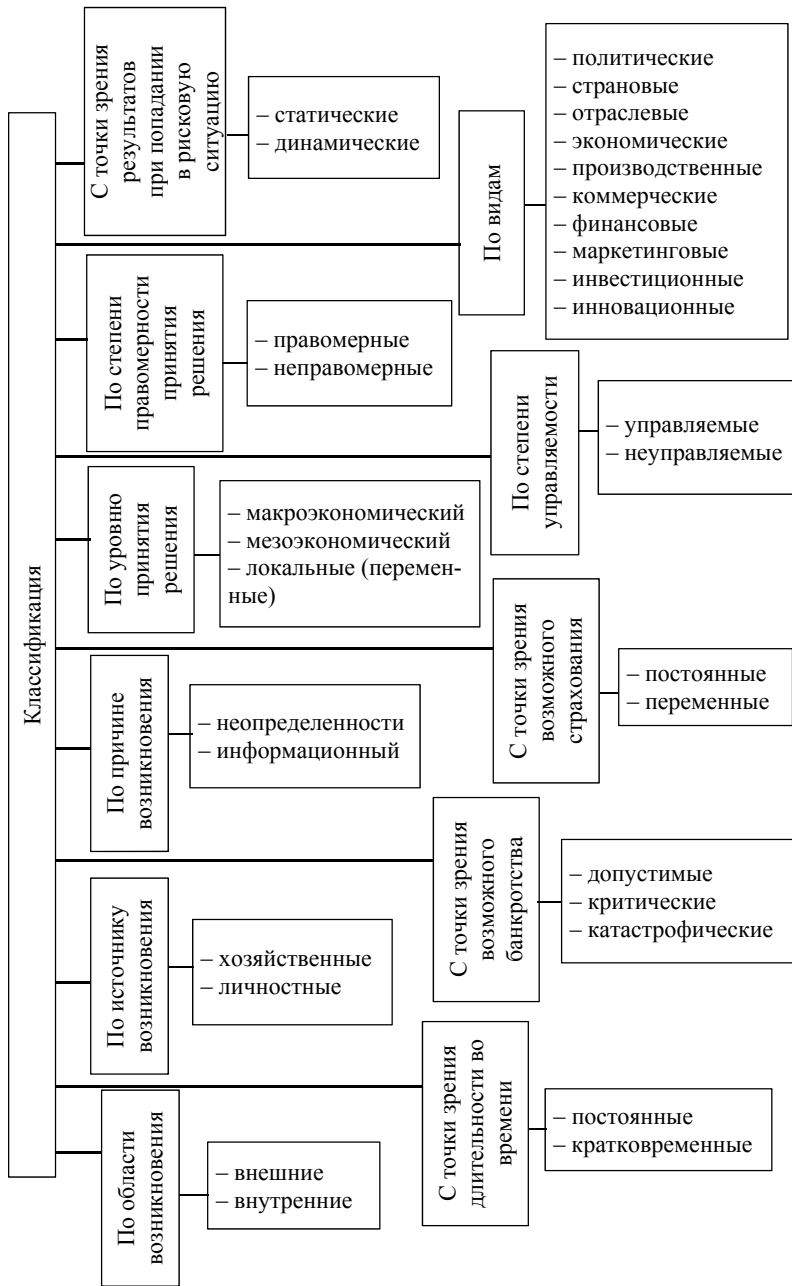 Классификация
С точки зрения
результатов
при попадании
в рисковую
ситуацию
– статические
– динамические
По видам
– политические
– страновые
– отраслевые
– экономические
– производственные
– коммерческие
– финансовые
– маркетинговые
– инвестиционные
– инновационные
По степени
правомерности
принятия
решения
– правомерные
– неправомерные
По степени
управляемости
– управляемые
– неуправляемые
По уровню
принятия
решения
– макроэкономический
– мезоэкономический
– локальные (перемен-
ные)
С точки зрения
возможного
страхования
– постоянные
– переменные
По причине
возникновения
– неопределенности
– информационный
С точки зрения
возможного
банкротства
– допустимые
– критические
– катастрофические
По источнику
возникновения
– хозяйственные
– личностные
С точки зрения
длительности во
времени
– постоянные
– кратковременные
По области
возникновения
– внешние
– внутренние